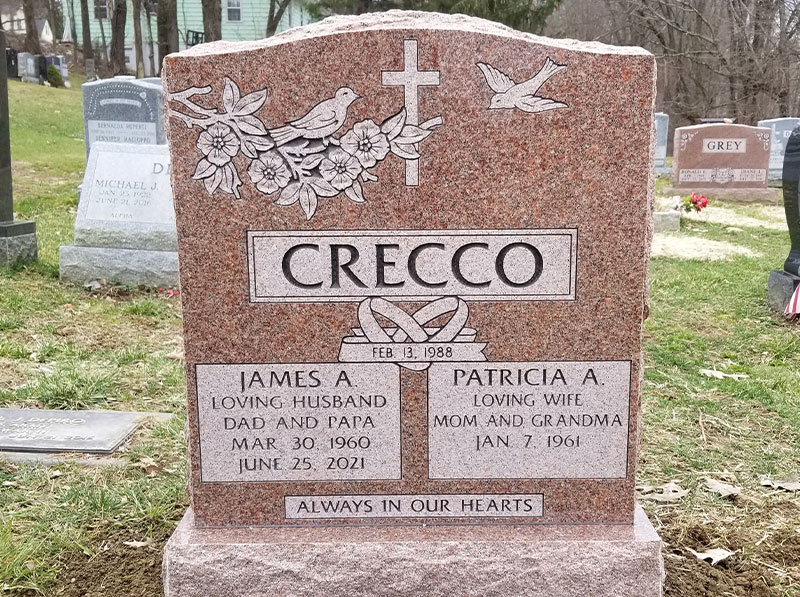 CRECCO
FEB. 13, 1988
JAMES A.
LOVING HUSBAND
DAD AND PAPA
MAR. 30 1960
JUNE 25, 2021
PATRICIA A.
LOVING WIFE
MOM AND GRANDMA
JAN. 7, 1961
ALWAYS IN OUR HEARTS
MICHAEL J.
GREY